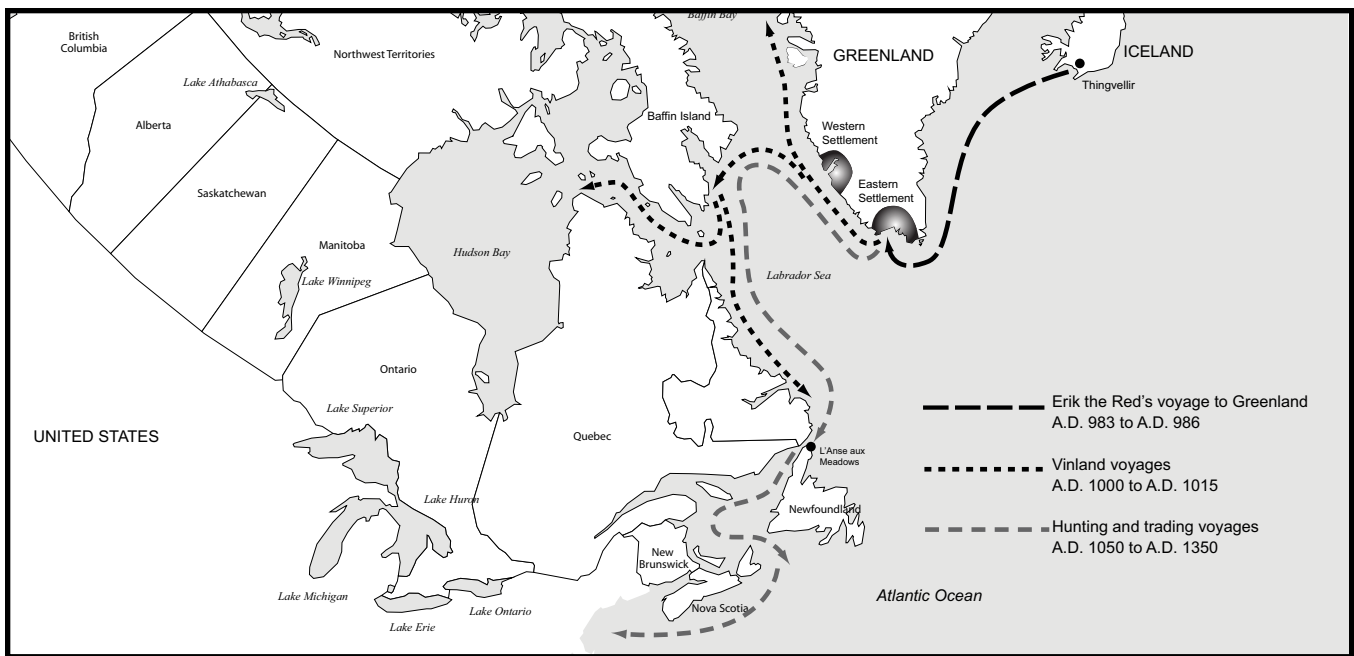 Baffin Bay
British
Columbia
Northwest Territories
GREENLAND
ICELAND
Lake Athabasca
Thingvellir
Alberta
Baffin Island
Western
Settlement
Saskatchewan
Eastern
Settlement
Manitoba
Hudson Bay
Lake Winnipeg
Labrador Sea
Ontario
Lake Superior
UNITED STATES
Quebec
L'Anse aux
Meadows
Lake Huron
Newfoundland
New
Brunswick
Nova Scotia
Lake Michigan
Lake Ontario
Lake Erie
Atlantic Ocean
Erik the Red's voyage to Greenland
A.D. 983 to A.D. 986
Vinland voyages
A.D. 1000 to A.D. 1015
Hunting and trading voyages
A.D. 1050 to A.D. 1350